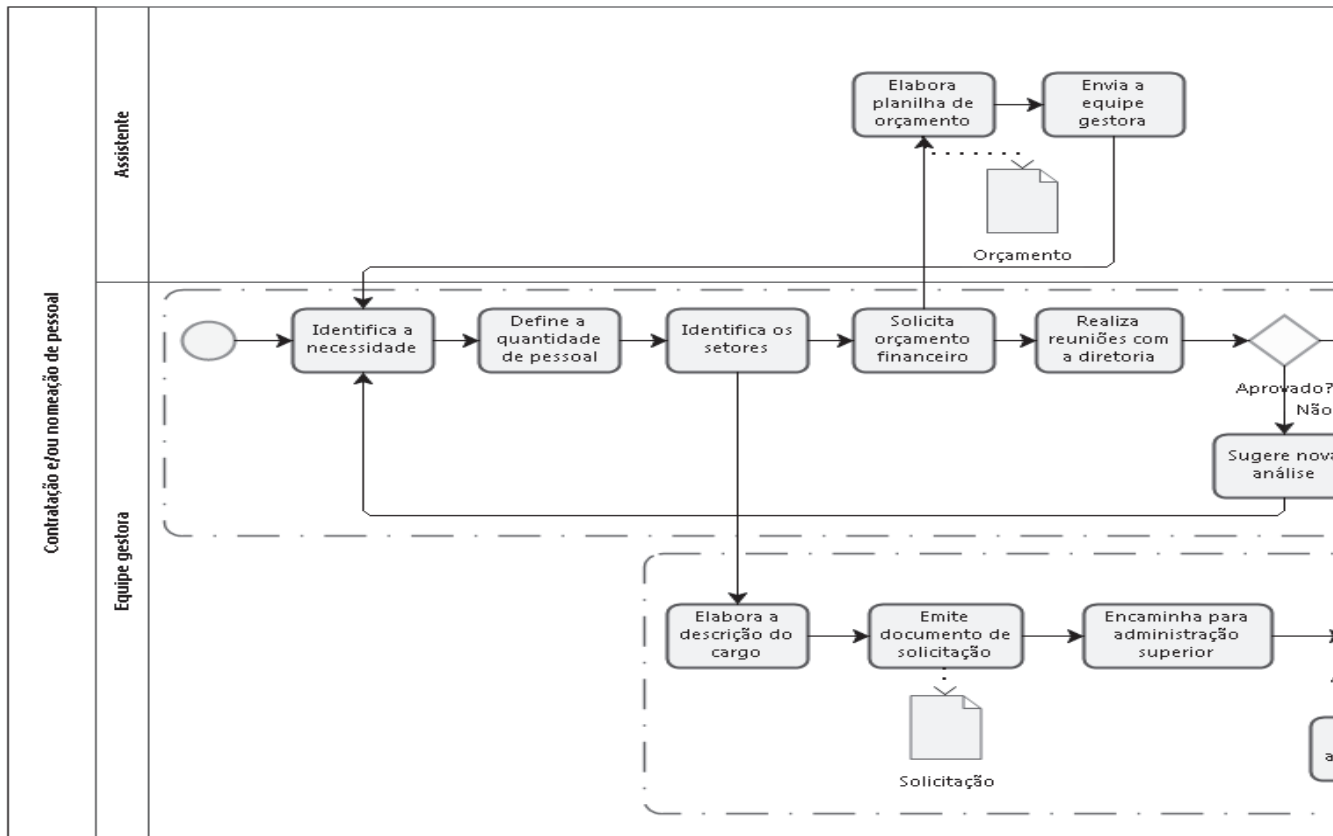 Contratação e/ou nomeação de pessoal
Assistente
Elabora
planilha de
orçamento
Envia a
equipe
gestora
Orçamento
Equipe gestora
Identifica a
necessidade
Define a
quantidade
de pessoal
Identifica os
setores
Solicita
orçamento
financeiro
Realiza
reuniões com
a diretoria
Aprovado?
Não
Sugere nova
análise
Elabora a
descrição do
cargo
Emite
documento de
solicitação
Encaminha para
administração
superior
Solicitação